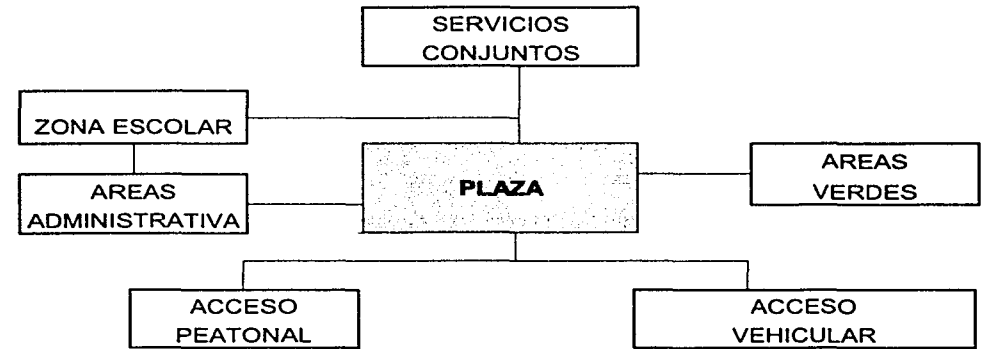 SERVICIOS
CONJUNTOS
ZONA ESCOLAR
AREAS
ADMINISTRATIVA
PLAZA
AREAS
VERDES
ACCESO
PEATONAL
ACCESO
VEHICULAR